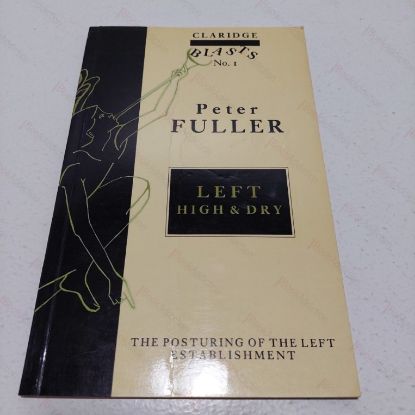 CLARIDGE
BLASTS
No. 1
Peter
FULLER
LEFT
HIGH & DRY
THE POSTURING OF THE LEFT
ESTABLISHMENT